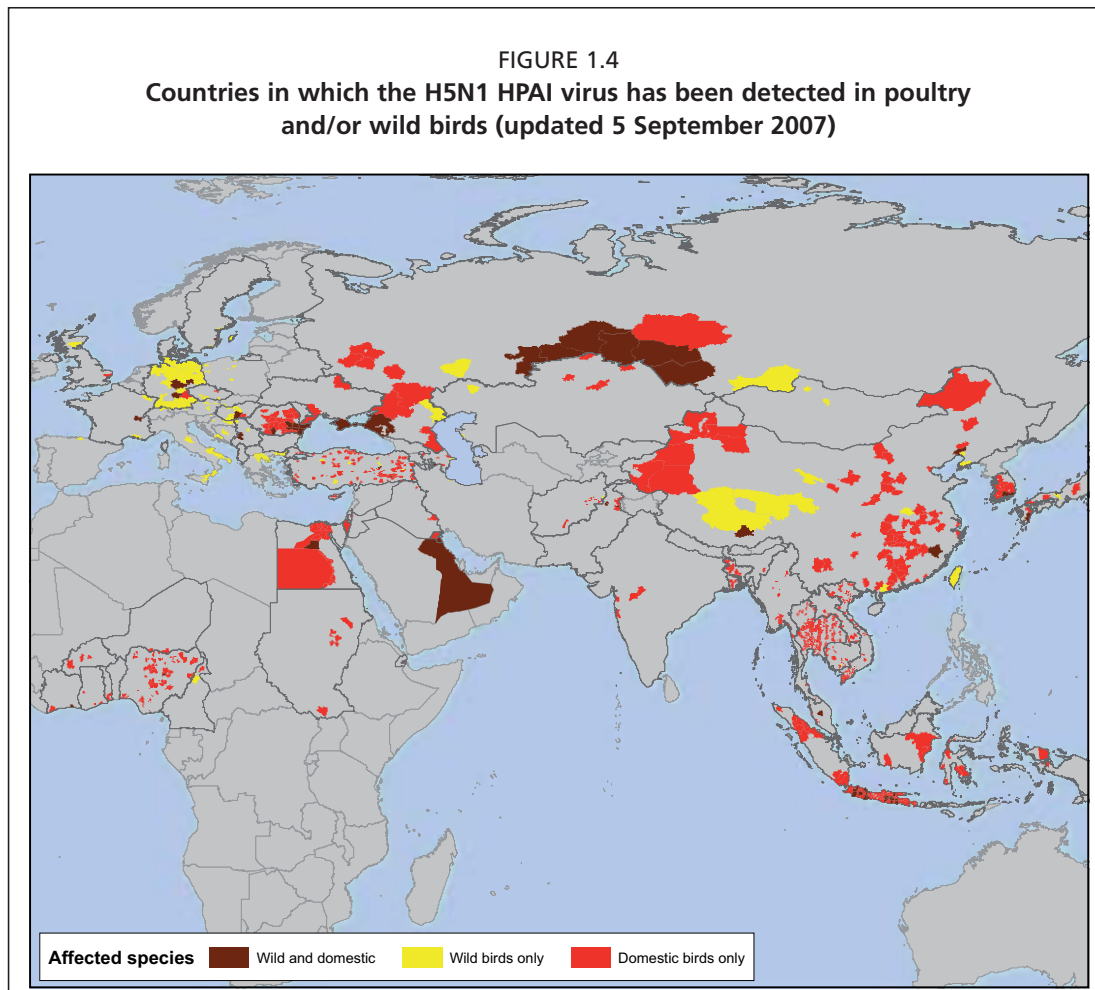 FIGURE 1.4
Countries in which the H5N1 HPAI virus has been detected in poultry
and/or wild birds (updated 5 September 2007)
Affected species Wild and domestic Wild birds only Domestic birds only